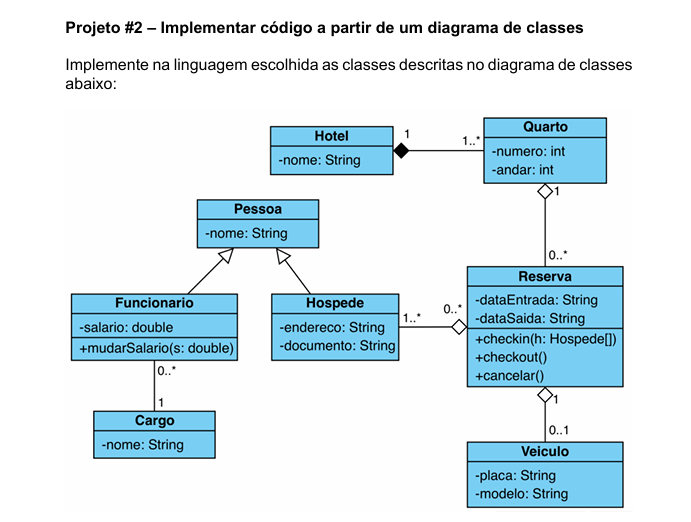 Projeto #2 – Implementar código a partir de um diagrama de classes
Implemente na linguagem escolhida as classes descritas no diagrama de classes
abaixo:
Hotel
-nome: String
1
1..*
Quarto
-numero: int
-andar: int
1
0..*
Pessoa
-nome: String
Funcionario
-salario: double
+mudarSalario(s: double)
0..*
1
Cargo
-nome: String
Hospede
-endereco: String
-documento: String
1..*
0..*
Reserva
-dataEntrada: String
-dataSaida: String
+checkin(h: Hospede[])
+checkout()
+cancelar()
1
0..1
Veiculo
-placa: String
-modelo: String